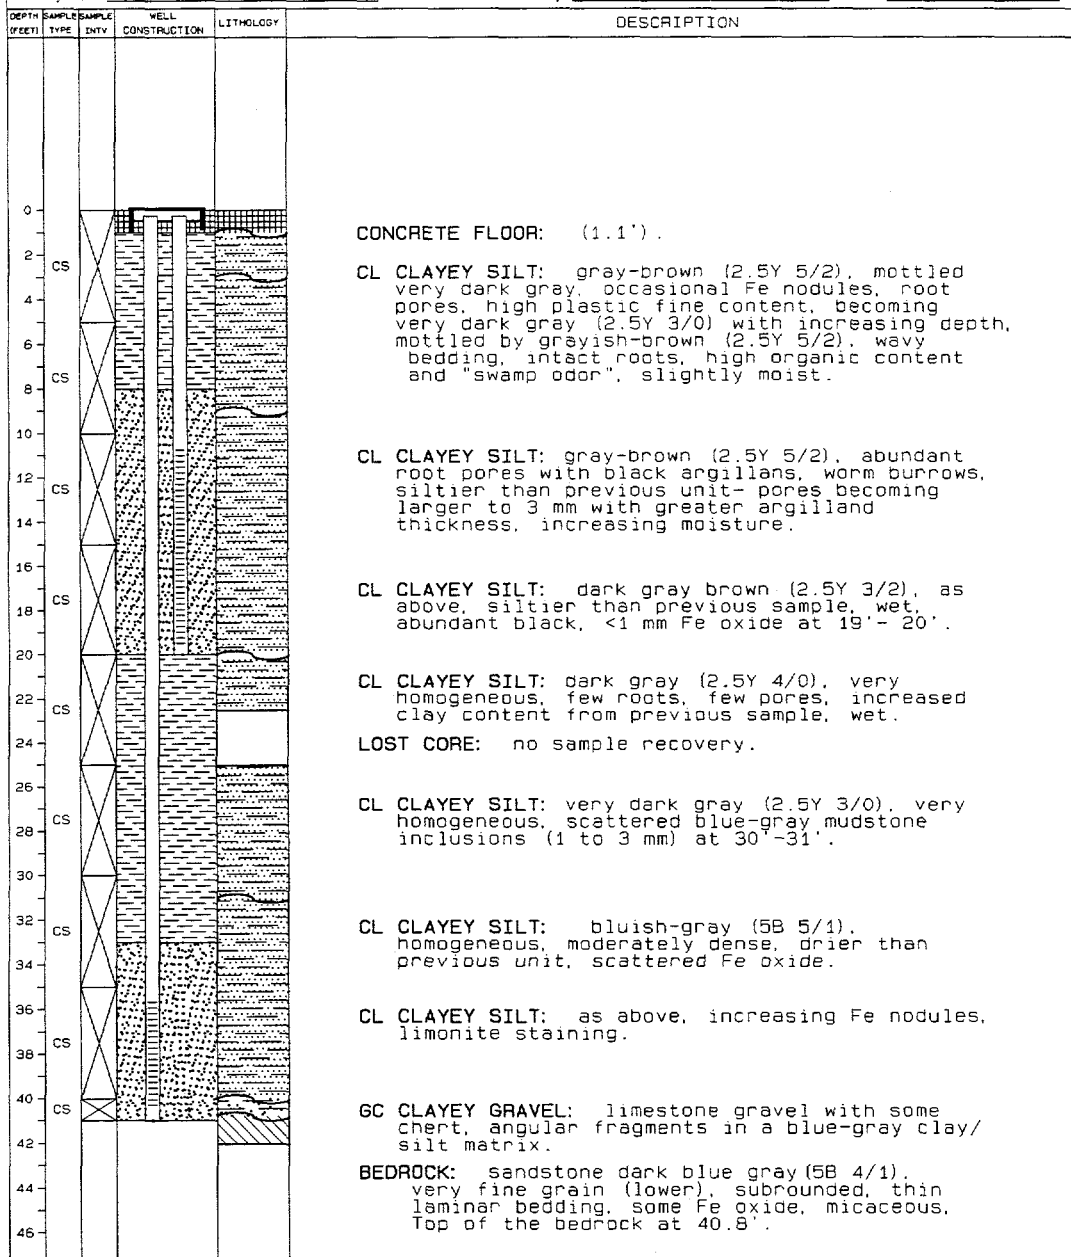 DEPTH (FEET)
SAMPLE TYPE
SAMPLE INTV
WELL CONSTRUCTION
LITHOLOGY
DESCRIPTION
0
2
CS
4
6
CS
8
10
12
CS
14
16
18
CS
20
22
CS
24
26
CS
28
30
32
CS
34
36
38
CS
40
CS
42
44
46
CONCRETE FLOOR: (1.1').
CL CLAYEY SILT: gray-brown (2.5Y 5/2), mottled
very dark gray, occasional Fe nodules, root
pores, high plastic fine content, becoming
very dark gray (2.5Y 3/0) with increasing depth,
mottled by grayish-brown (2.5Y 5/2), wavy
bedding, intact roots, high organic content
and "swamp odor", slightly moist.
CL CLAYEY SILT: gray-brown (2.5Y 5/2), abundant
root pores with black argillans, worm burrows,
siltier than previous unit- pores becoming
larger to 3 mm with greater argilland
thickness, increasing moisture.
CL CLAYEY SILT: dark gray brown (2.5Y 3/2), as
above, siltier than previous sample, wet,
abundant black, <1 mm Fe oxide at 19'- 20'.
CL CLAYEY SILT: dark gray (2.5Y 4/0), very
homogeneous, few roots, few pores, increased
clay content from previous sample, wet.
LOST CORE: no sample recovery.
CL CLAYEY SILT: very dark gray (2.5Y 3/0), very
homogeneous, scattered blue-gray mudstone
inclusions (1 to 3 mm) at 30'-31'.
CL CLAYEY SILT: bluish-gray (5B 5/1),
homogeneous, moderately dense, drier than
previous unit, scattered Fe oxide.
CL CLAYEY SILT: as above, increasing Fe nodules,
limonite staining.
GC CLAYEY GRAVEL: limestone gravel with some
chert, angular fragments in a blue-gray clay/
silt matrix.
BEDROCK: sandstone dark blue gray (5B 4/1),
very fine grain (lower), subrounded, thin
laminar bedding, some Fe oxide, micaceous,
Top of the bedrock at 40.8'.